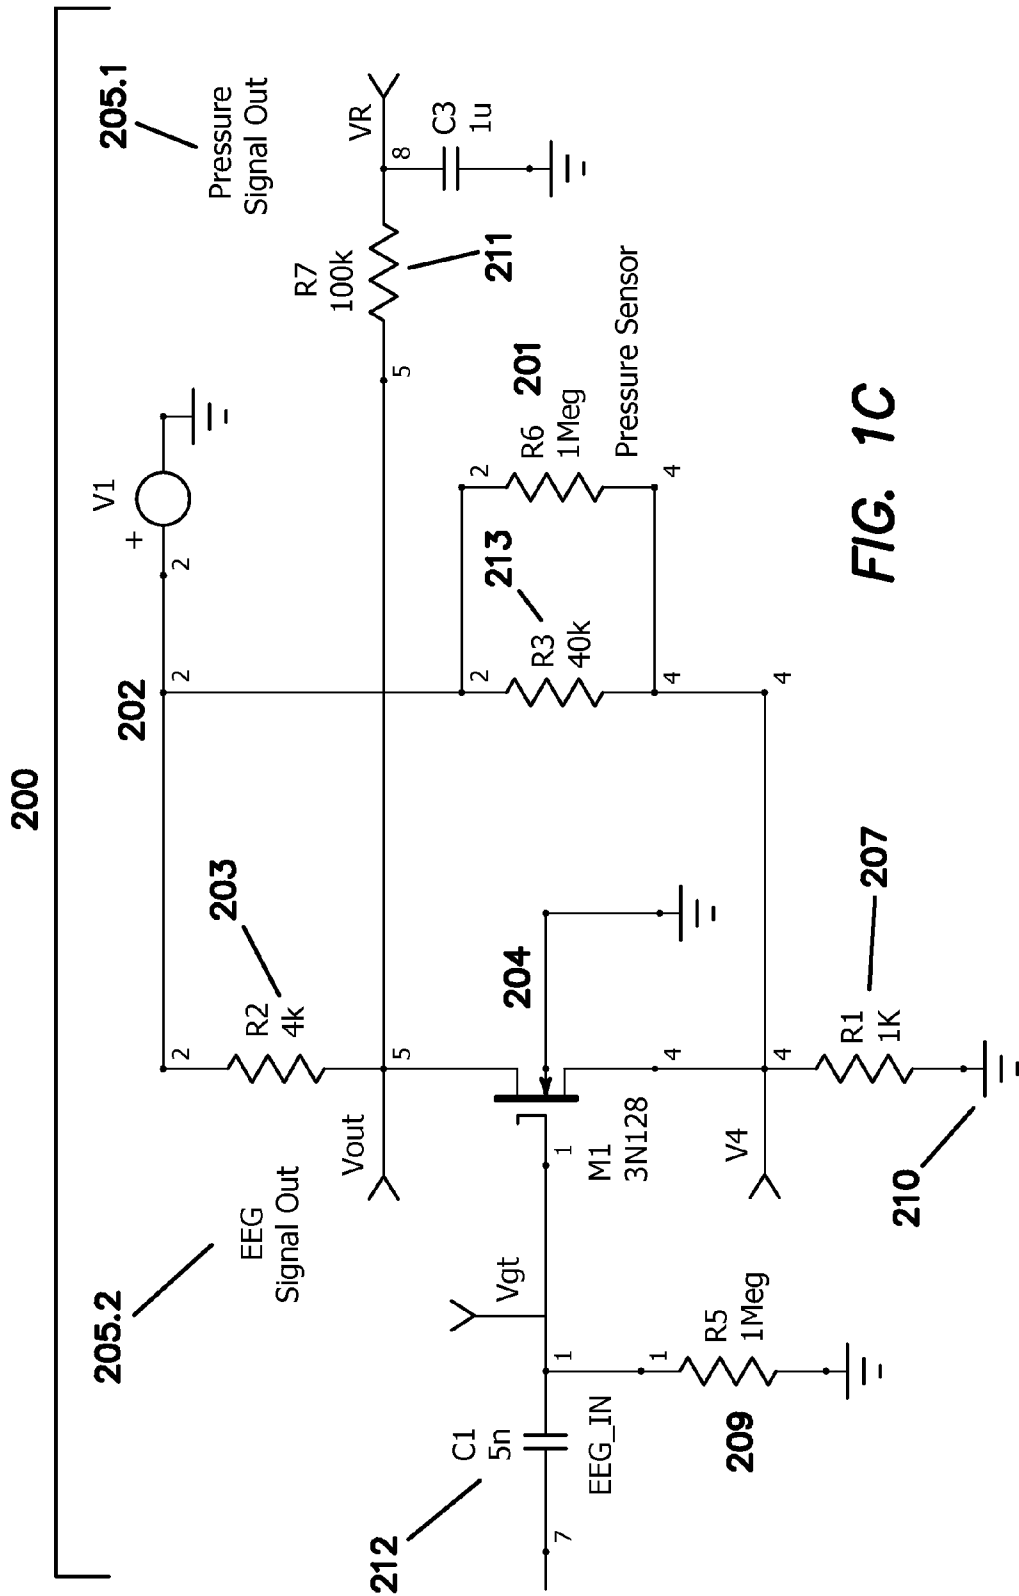 200
205.1
Pressure
Signal Out
205.2
EEG
Signal Out
202
V1
+
2
2
2
203
R2
4k
Vout
5
5
R7
100k
211
VR
8
C3
1u
2
213
R3
40k
4
2
201
R6
1Meg
4
Pressure Sensor
4
204
M1
3N128
1
4
4
V4
R1
1K
207
210
Vgt
212
C1
5n
7
EEG_IN
1
1
R5
1Meg
209
FIG. 1C